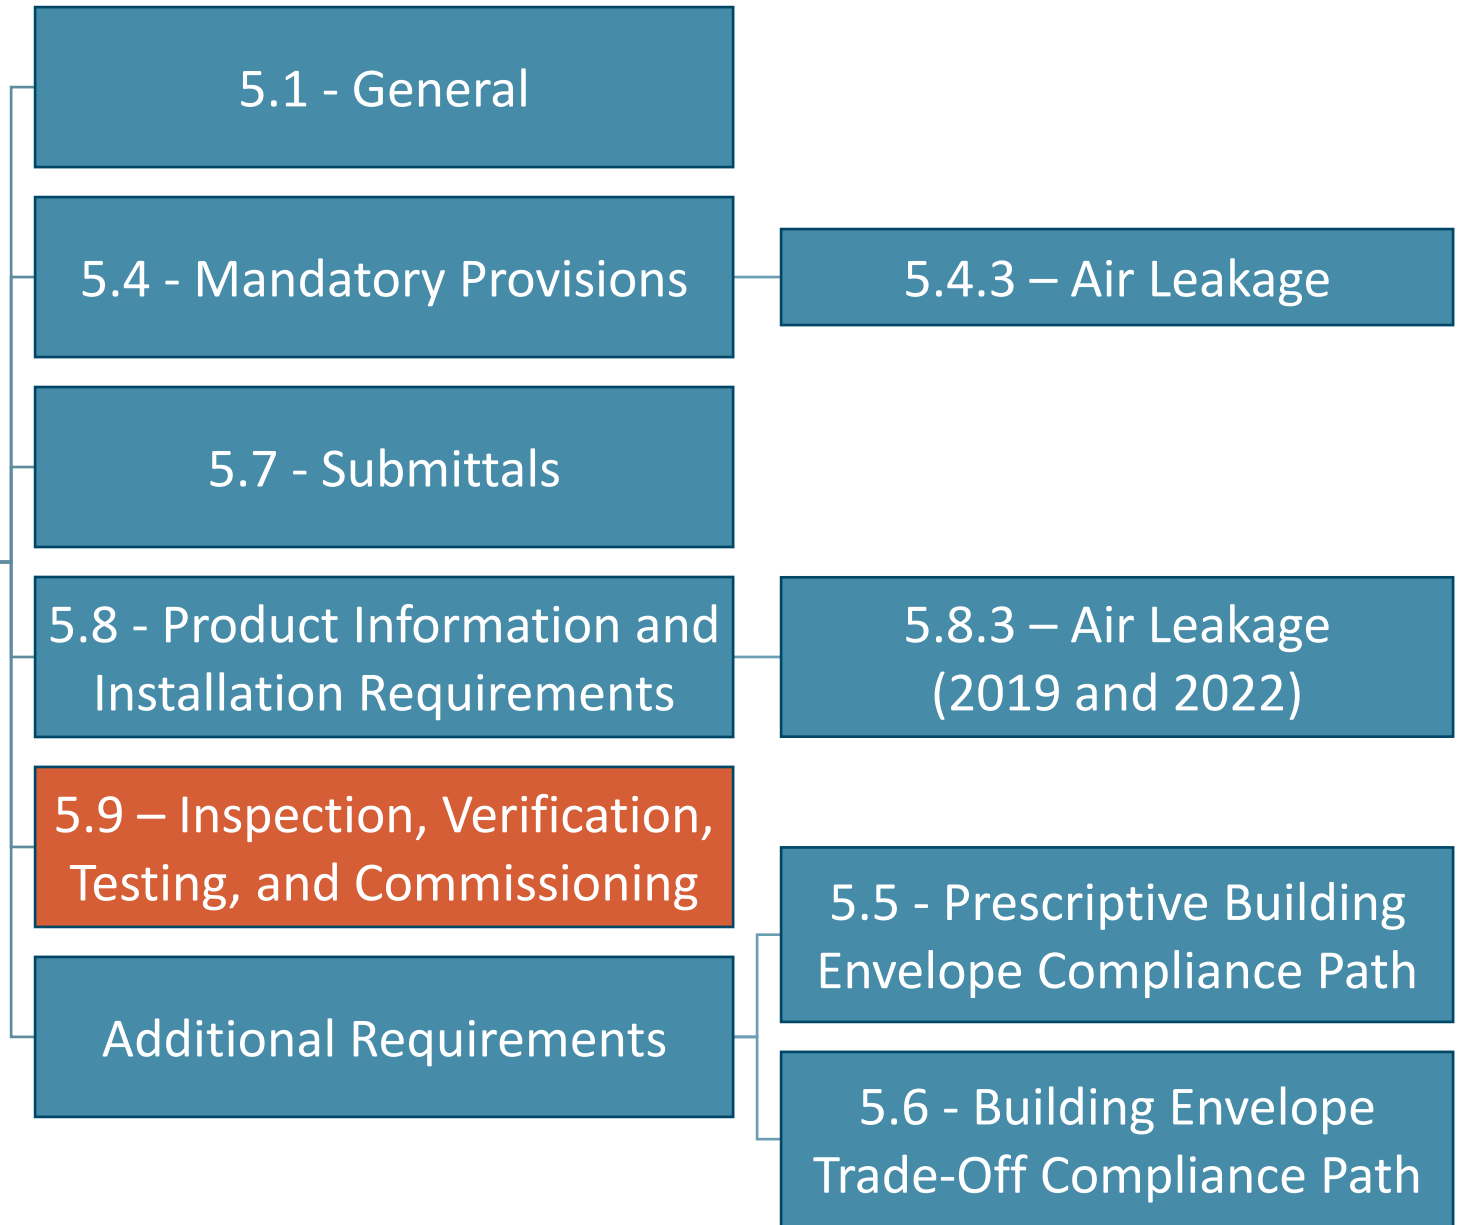 5.1 - General
5.4 - Mandatory Provisions
5.4.3 – Air Leakage
5.7 - Submittals
5.8 - Product Information and
Installation Requirements
5.8.3 – Air Leakage
(2019 and 2022)
5.9 – Inspection, Verification,
Testing, and Commissioning
Additional Requirements
5.5 - Prescriptive Building
Envelope Compliance Path
5.6 - Building Envelope
Trade-Off Compliance Path